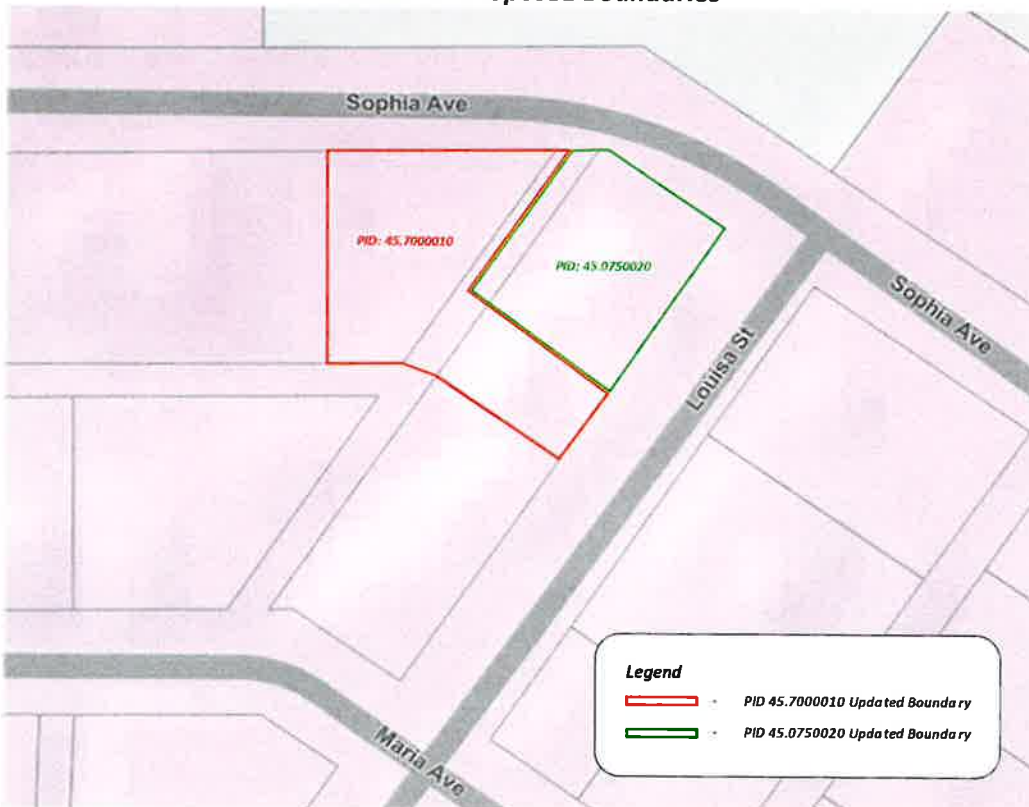 Boundaries
Sophia Ave
PID: 45.7000010
PID: 45.0750020
Sophia Ave
Louisa St
Maria Ave
Legend
PID 45.7000010 Updated Boundary
PID 45.0750020 Updated Boundary